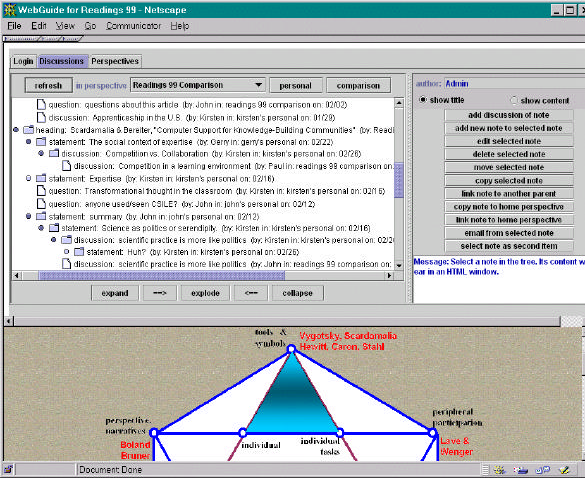 WebGuide for Readings 99 - Netscape
File Edit View Go Communicator Help
Login Discussions Perspectives
refresh in perspective Readings 99 Comparison personal comparison
question: questions about this article (by: John in: readings 99 comparison on: 02/02)
discussion: Apprenticeship in the U.B. (by: Kirsten in: kirsten's personal on: 01/29)
heading: Scardamalia & Bereiter, "Computer Support for Knowledge-Building Communities" (by: Readi
statement: The social context of expertise (by: Gerry in: gerry's personal on: 02/22)
discussion: Competition vs. Collaboration (by: Kirsten in: kirsten's personal on: 02/26)
discussion: Competition in a learning environment (by: Paul in: readings 99 compar
statement: Expertise (by: Kirsten in: kirsten's personal on: 02/16)
question: Transformational thought in the classroom (by: Kirsten in: kirsten's personal on: 02/16)
question: anyone used/seen CSILE? (by: John in: john's personal on: 02/12)
statement: summary (by: John in: john's personal on: 02/12)
statement: Science as politics or serendipity. (by: Kirsten in: kirsten's personal on: 02/16)
discussion: scientific practice is more like politics (by: Kirsten in: kirsten's personal on: 02/
statement: Huh? (by: Kirsten in: kirsten's personal on: 02/26)
discussion: scientific practice is more like politics (by: John in: readings 99 comparison on:
expand --> explode <-- collapse
author: Admin
show title show content
add discussion of note
add new note to selected note
edit selected note
delete selected note
move selected note
copy selected note
link note to another parent
copy note to home perspective
link note to home perspective
email from selected note
select note as second item
Message: Select a note in the tree. Its content w
ear in an HTML window.
tools &
symbols
Vygotsky, Scardamalia
Hewitt, Caron, Stahl
perspective,
narratives
Boland
Bruner
individual
individual
tasks
peripheral
participation
Lave &
Wenger
Document: Done